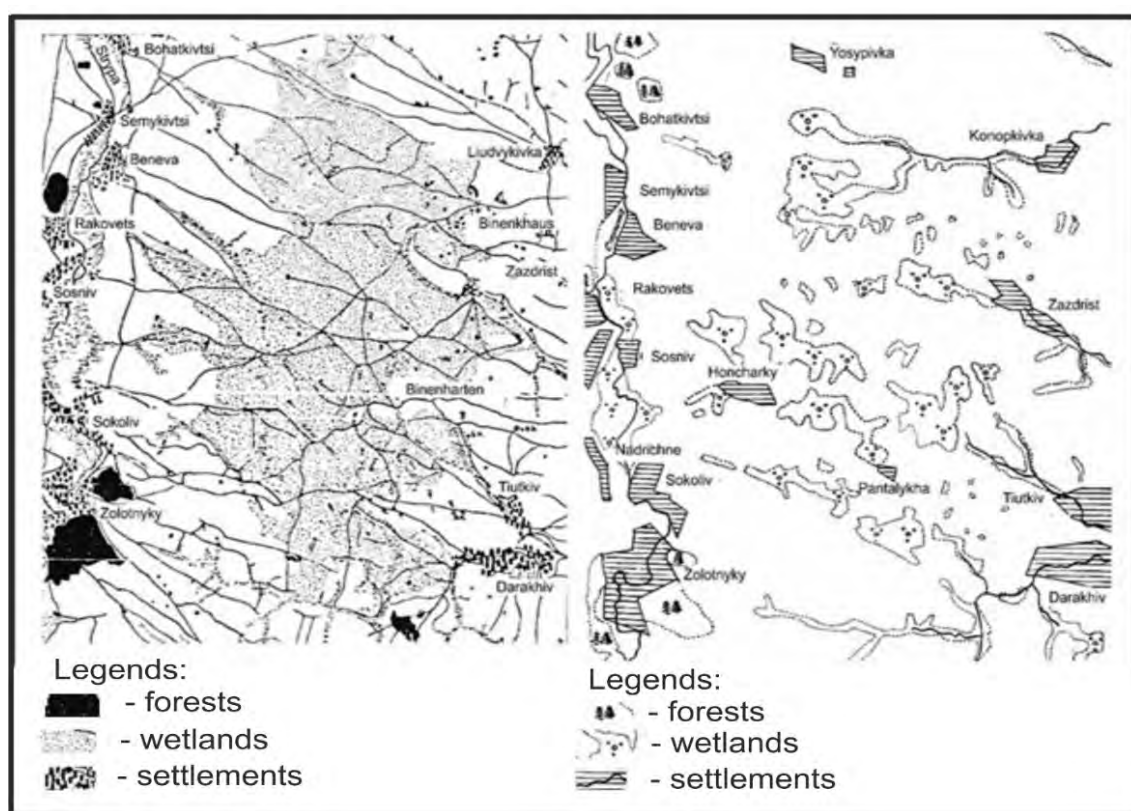 Bohatkivtsi
Strypa
Semykivtsi
Beneva
Liudvykivka
Rakovets
Binenkhaus
Zazdrist
Sosniv
Binenharten
Sokoliv
Tiutkiv
Zolotnyky
Darakhiv
Legends:
- forests
- wetlands
- settlements
Yosypivka
Bohatkivtsi
Konopkivka
Semykivtsi
Beneva
Rakovets
Zazdrist
Sosniv
Honcharky
Nadrichne
Sokoliv
Pantalykha
Tiutkiv
Zolotnyky
Darakhiv
Legends:
- forests
- wetlands
- settlements